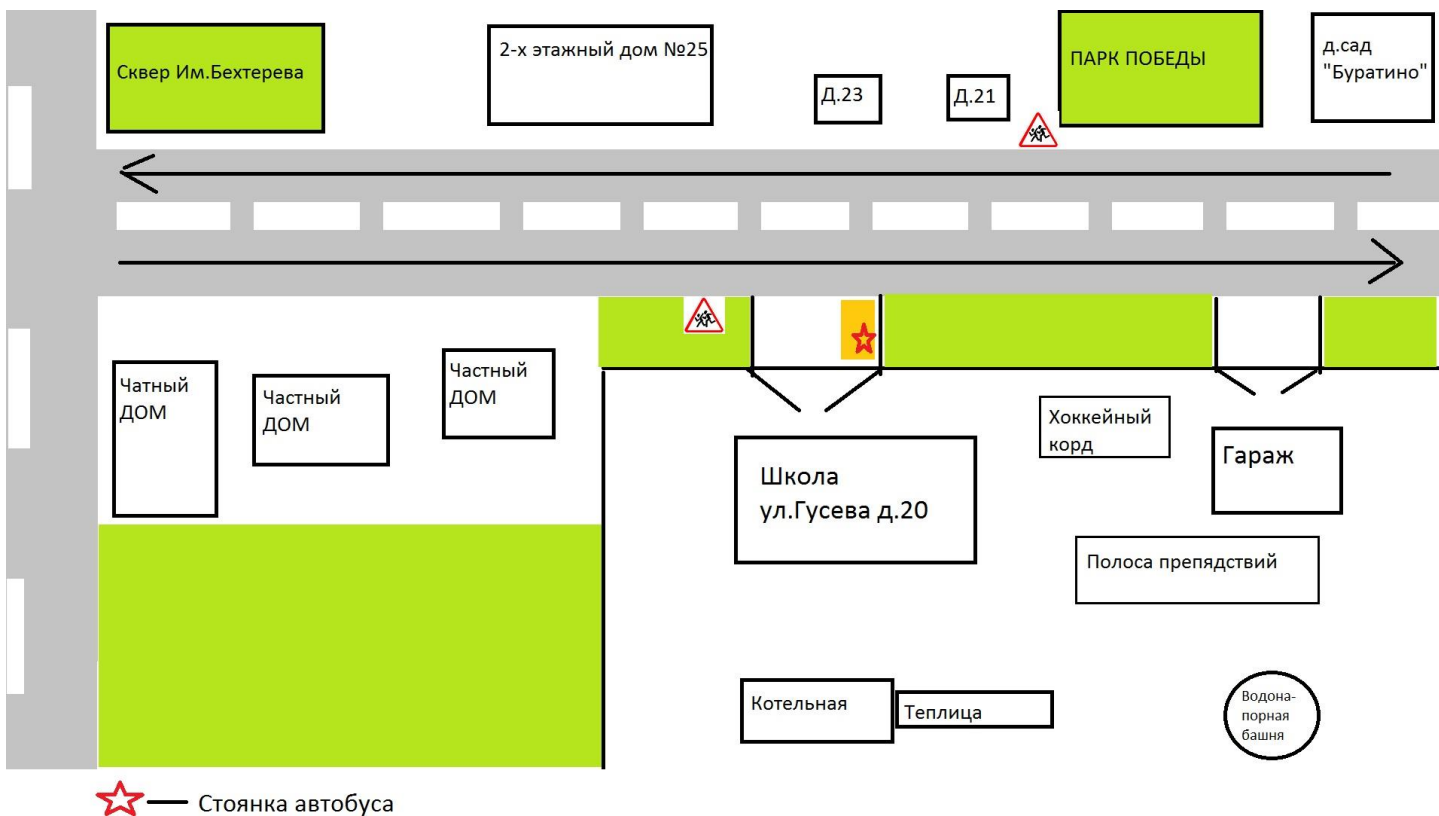 Сквер Им.Бехтерева
2-х этажный дом №25
Д.23
Д.21
ПАРК ПОБЕДЫ
д.сад
"Буратино"
Чатный
ДОМ
Частный
ДОМ
Частный
ДОМ
Школа
ул.Гусева д.20
Хоккейный
корд
Гараж
Полоса препядствий
Котельная
Теплица
Водона-
порная
башня
Стоянка автобуса